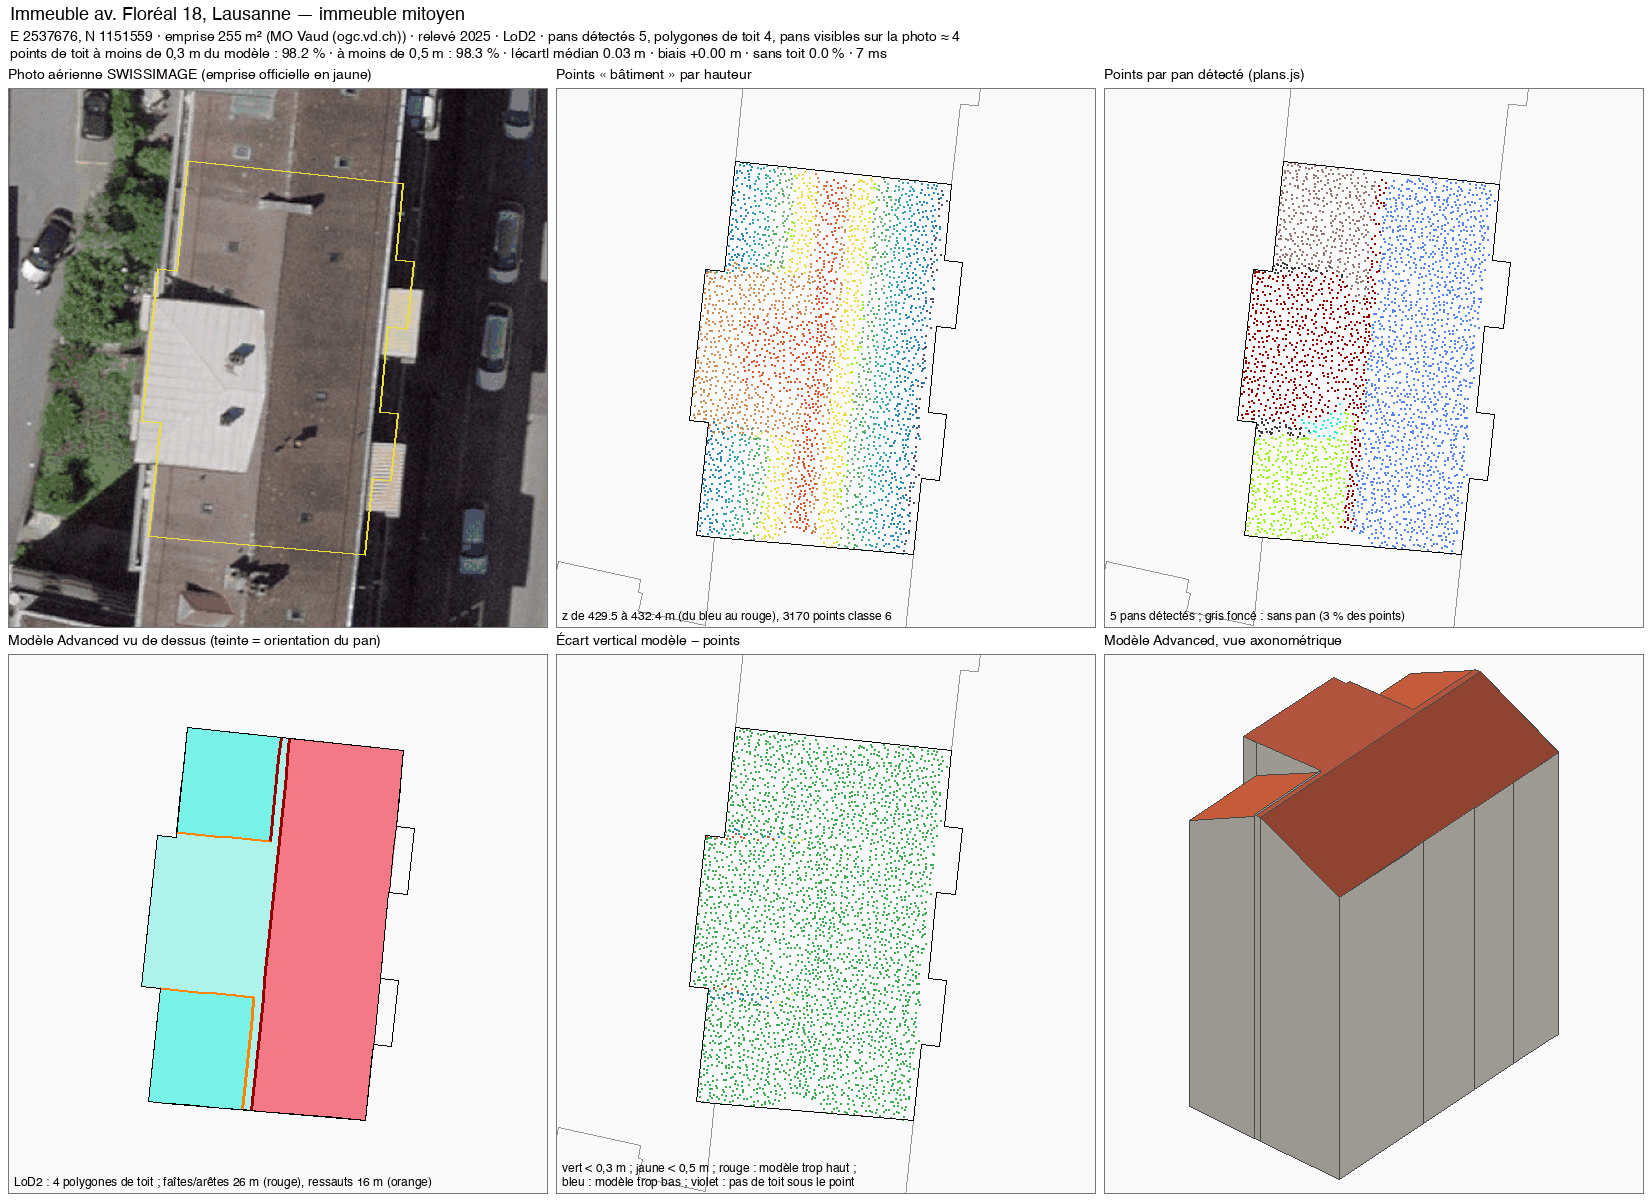 Immeuble av. Floréal 18, Lausanne — immeuble mitoyen
E 2537676, N 1151559 · emprise 255 m² (MO Vaud (ogc.vd.ch)) · relevé 2025 · LoD2 · pans détectés 5, polygones de toit 4, pans visibles sur la photo ≈ 4
points de toit à moins de 0,3 m du modèle : 98.2 % · à moins de 0,5 m : 98.3 % · lécartl médian 0.03 m · biais +0.00 m · sans toit 0.0 % · 7 ms
Photo aérienne SWISSIMAGE (emprise officielle en jaune)
Points « bâtiment » par hauteur
Points par pan détecté (plans.js)
z de 429.5 à 432.4 m (du bleu au rouge), 3170 points classe 6
5 pans détectés ; gris foncé : sans pan (3 % des points)
Modèle Advanced vu de dessus (teinte = orientation du pan)
Écart vertical modèle – points
Modèle Advanced, vue axonométrique
LoD2 : 4 polygones de toit ; faîtes/arêtes 26 m (rouge), ressauts 16 m (orange)
vert < 0,3 m ; jaune < 0,5 m ; rouge : modèle trop haut ;
bleu : modèle trop bas ; violet : pas de toit sous le point